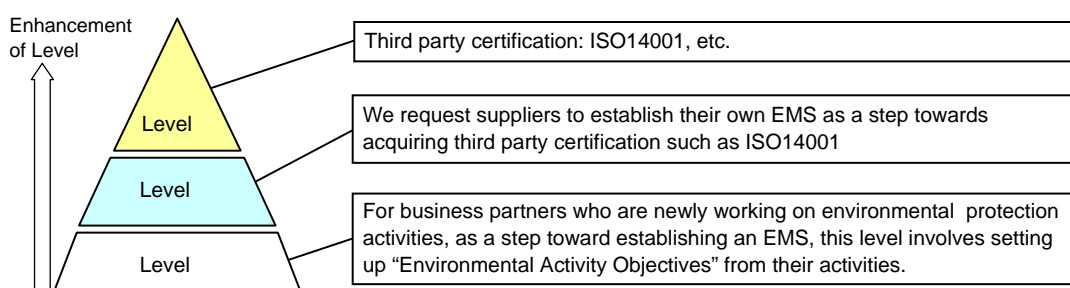 Enhancement
of Level
Third party certification: ISO14001, etc.
Level
We request suppliers to establish their own EMS as a step towards
acquiring third party certification such as ISO14001
Level
For business partners who are newly working on environmental protection
activities, as a step toward establishing an EMS, this level involves setting
up “Environmental Activity Objectives” from their activities.
Level